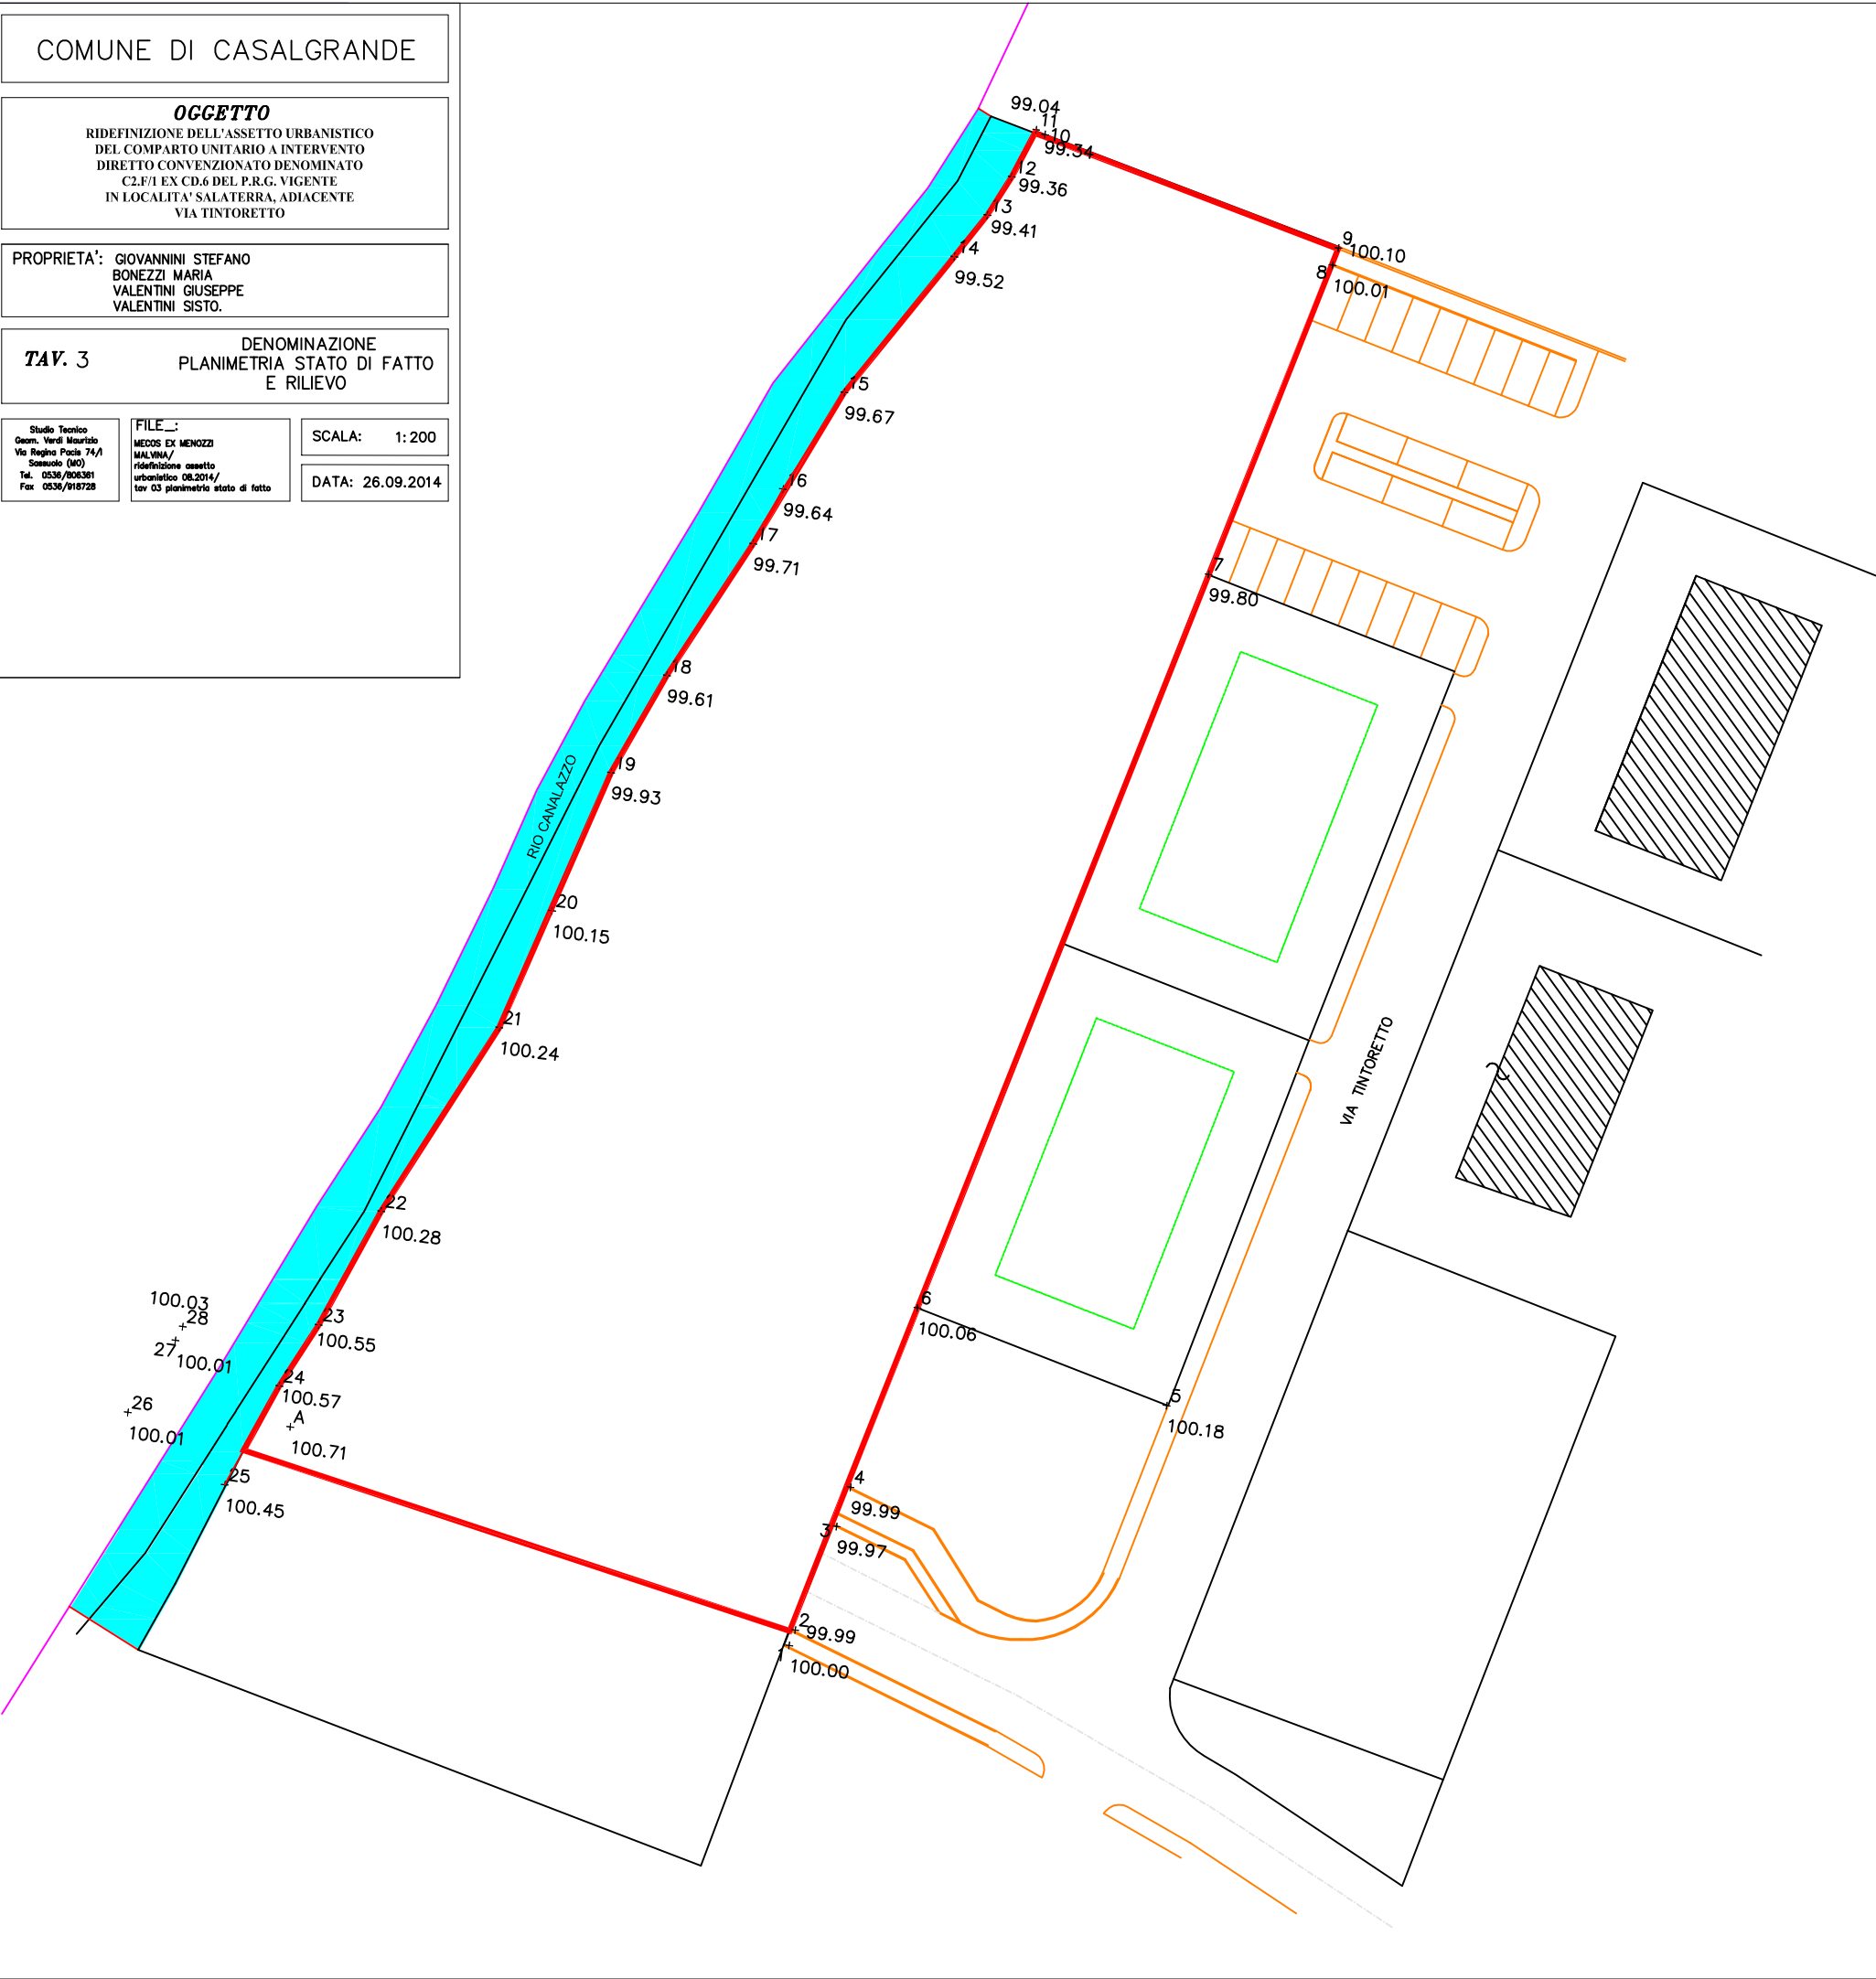 COMUNE DI CASALGRANDE
OGGETTO
RIDEFINIZIONE DELL'ASSETTO URBANISTICO
DEL COMPARTO UNITARIO A INTERVENTO
DIRETTO CONVENZIONATO DENOMINATO
C2.F/1 EX CD.6 DEL P.R.G. VIGENTE
IN LOCALITA' SALATERRA, ADIACENTE
VIA TINTORETTO
PROPRIETA': GIOVANNINI STEFANO
BONEZZI MARIA
VALENTINI GIUSEPPE
VALENTINI SISTO.
TAV. 3
DENOMINAZIONE
PLANIMETRIA STATO DI FATTO
E RILIEVO
Studio Tecnico
Geom. Verdi Maurizio
Via Regina Pacis 74/1
Sassuolo (MO)
Tel. 0536/806361
Fax 0536/918728
FILE_:
MECOS EX MENOZZI
MALVINA/
ridefinizione assetto
urbanistico 08.2014/
tav 03 planimetria stato di fatto
SCALA: 1:200
DATA: 26.09.2014
99.04
11
10
99.34
12
99.36
13
99.41
14
99.52
9
100.10
8
100.01
15
99.67
16
99.64
17
99.71
7
99.80
18
99.61
19
99.93
RIO CANALAZZO
20
100.15
21
100.24
VIA TINTORETTO
22
100.28
100.03
28
27
100.01
23
100.55
6
100.06
24
100.57
26
100.01
A
100.71
5
100.18
25
100.45
4
99.99
3
99.97
2
99.99
1
100.00